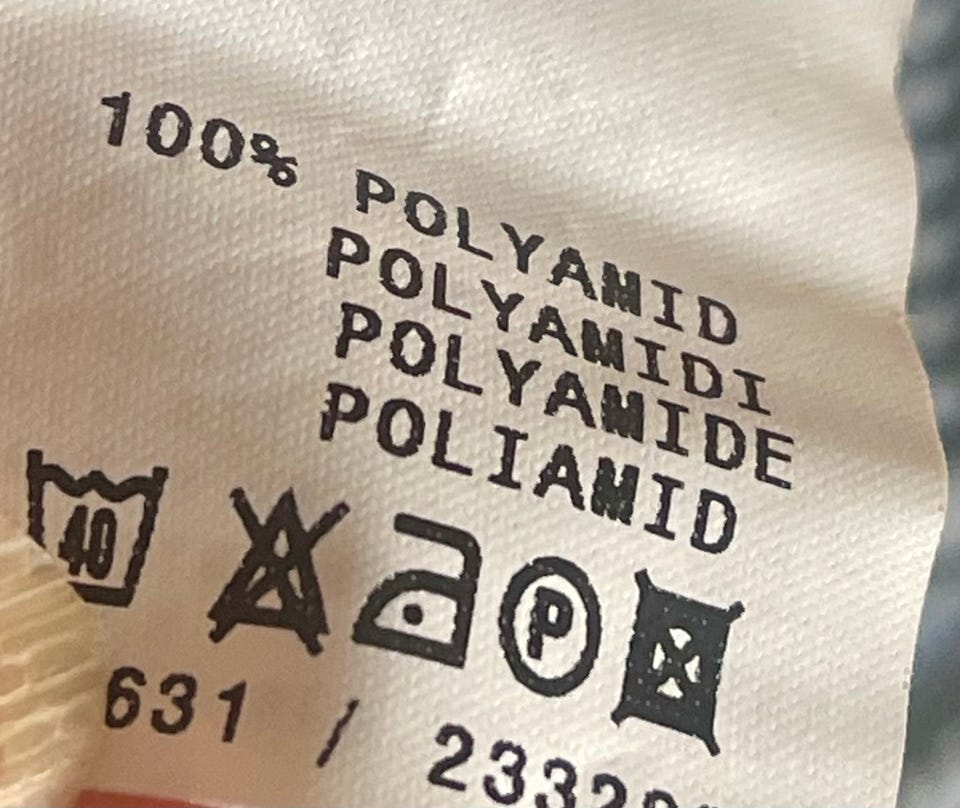 100% POLYAMID
POLYAMIDI
POLYAMIDE
POLIAMID
40 P
631 /